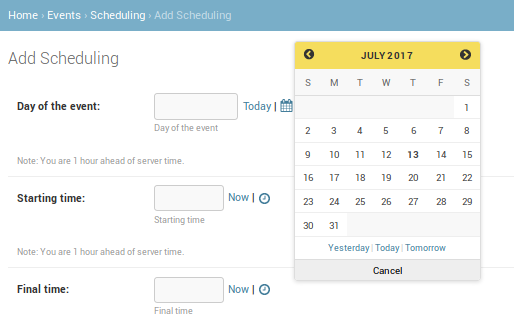 Home › Events › Scheduling › Add Scheduling
Add Scheduling
Day of the event:
Today |
Day of the event
Note: You are 1 hour ahead of server time.
Starting time:
Now |
Starting time
Note: You are 1 hour ahead of server time.
Final time:
Now |
Final time
JULY 2017
S M T W T F S
1
2 3 4 5 6 7 8
9 10 11 12 13 14 15
16 17 18 19 20 21 22
23 24 25 26 27 28 29
30 31
Yesterday | Today | Tomorrow
Cancel